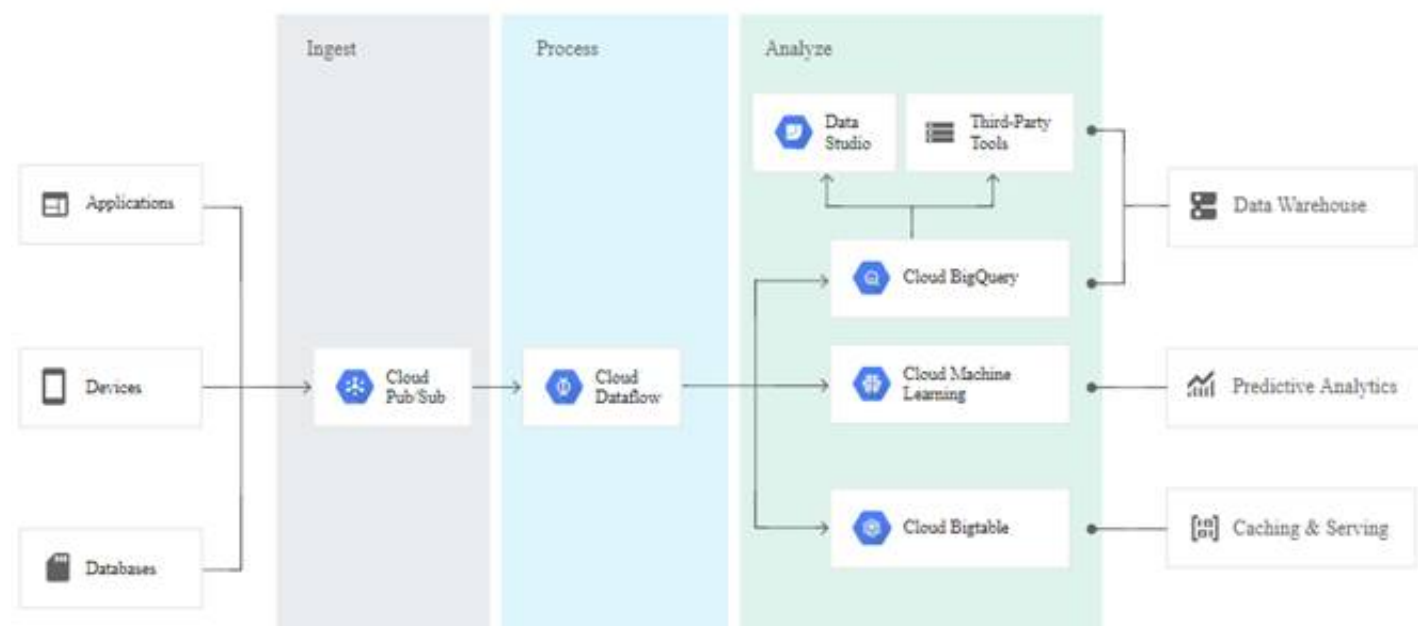 Ingest
Process
Analyze
Data
Studio
Third-Party
Tools
Applications
Data Warehouse
Cloud BigQuery
Devices
Cloud
Pub/Sub
Cloud
Dataflow
Cloud Machine
Learning
Predictive Analytics
Databases
Cloud Bigtable
Caching & Serving